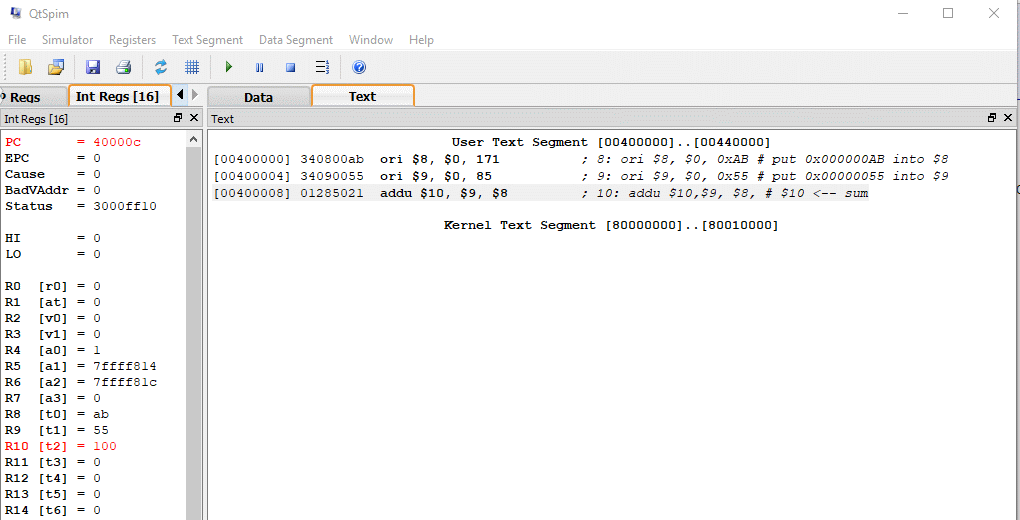 QtSpim
File Simulator Registers Text Segment Data Segment Window Help
Regs Int Regs [16] Data Text
Int Regs [16]
PC = 40000c
EPC = 0
Cause = 0
BadVAddr = 0
Status = 3000ff10
HI = 0
LO = 0
R0 [r0] = 0
R1 [at] = 0
R2 [v0] = 0
R3 [v1] = 0
R4 [a0] = 1
R5 [a1] = 7ffff814
R6 [a2] = 7ffff81c
R7 [a3] = 0
R8 [t0] = ab
R9 [t1] = 55
R10 [t2] = 100
R11 [t3] = 0
R12 [t4] = 0
R13 [t5] = 0
R14 [t6] = 0
Text
User Text Segment [00400000]..[00440000]
[00400000] 340800ab ori $8, $0, 171 ; 8: ori $8, $0, 0xAB # put 0x000000AB into $8
[00400004] 34090055 ori $9, $0, 85 ; 9: ori $9, $0, 0x55 # put 0x00000055 into $9
[00400008] 01285021 addu $10, $9, $8 ; 10: addu $10,$9, $8, # $10 <-- sum
Kernel Text Segment [80000000]..[80010000]